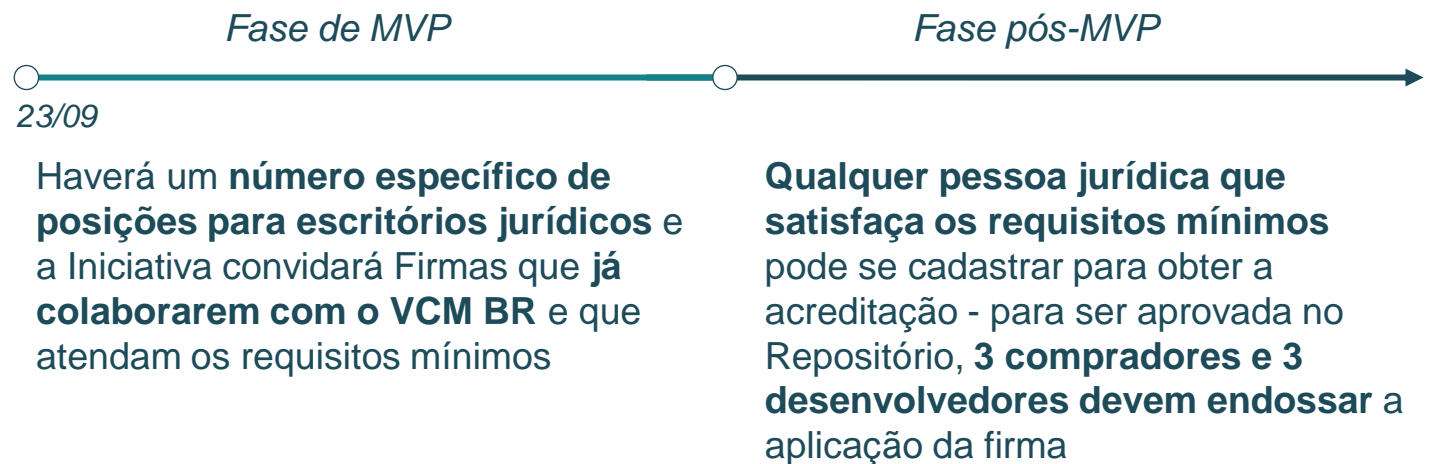 Fase de MVP
Fase pós-MVP
23/09
Haverá um número específico de
posições para escritórios jurídicos e
a Iniciativa convidará Firmas que já
colaborarem com o VCM BR e que
atendam os requisitos mínimos
Qualquer pessoa jurídica que
satisfaça os requisitos mínimos
pode se cadastrar para obter a
acreditação - para ser aprovada no
Repositório, 3 compradores e 3
desenvolvedores devem endossar a
aplicação da firma